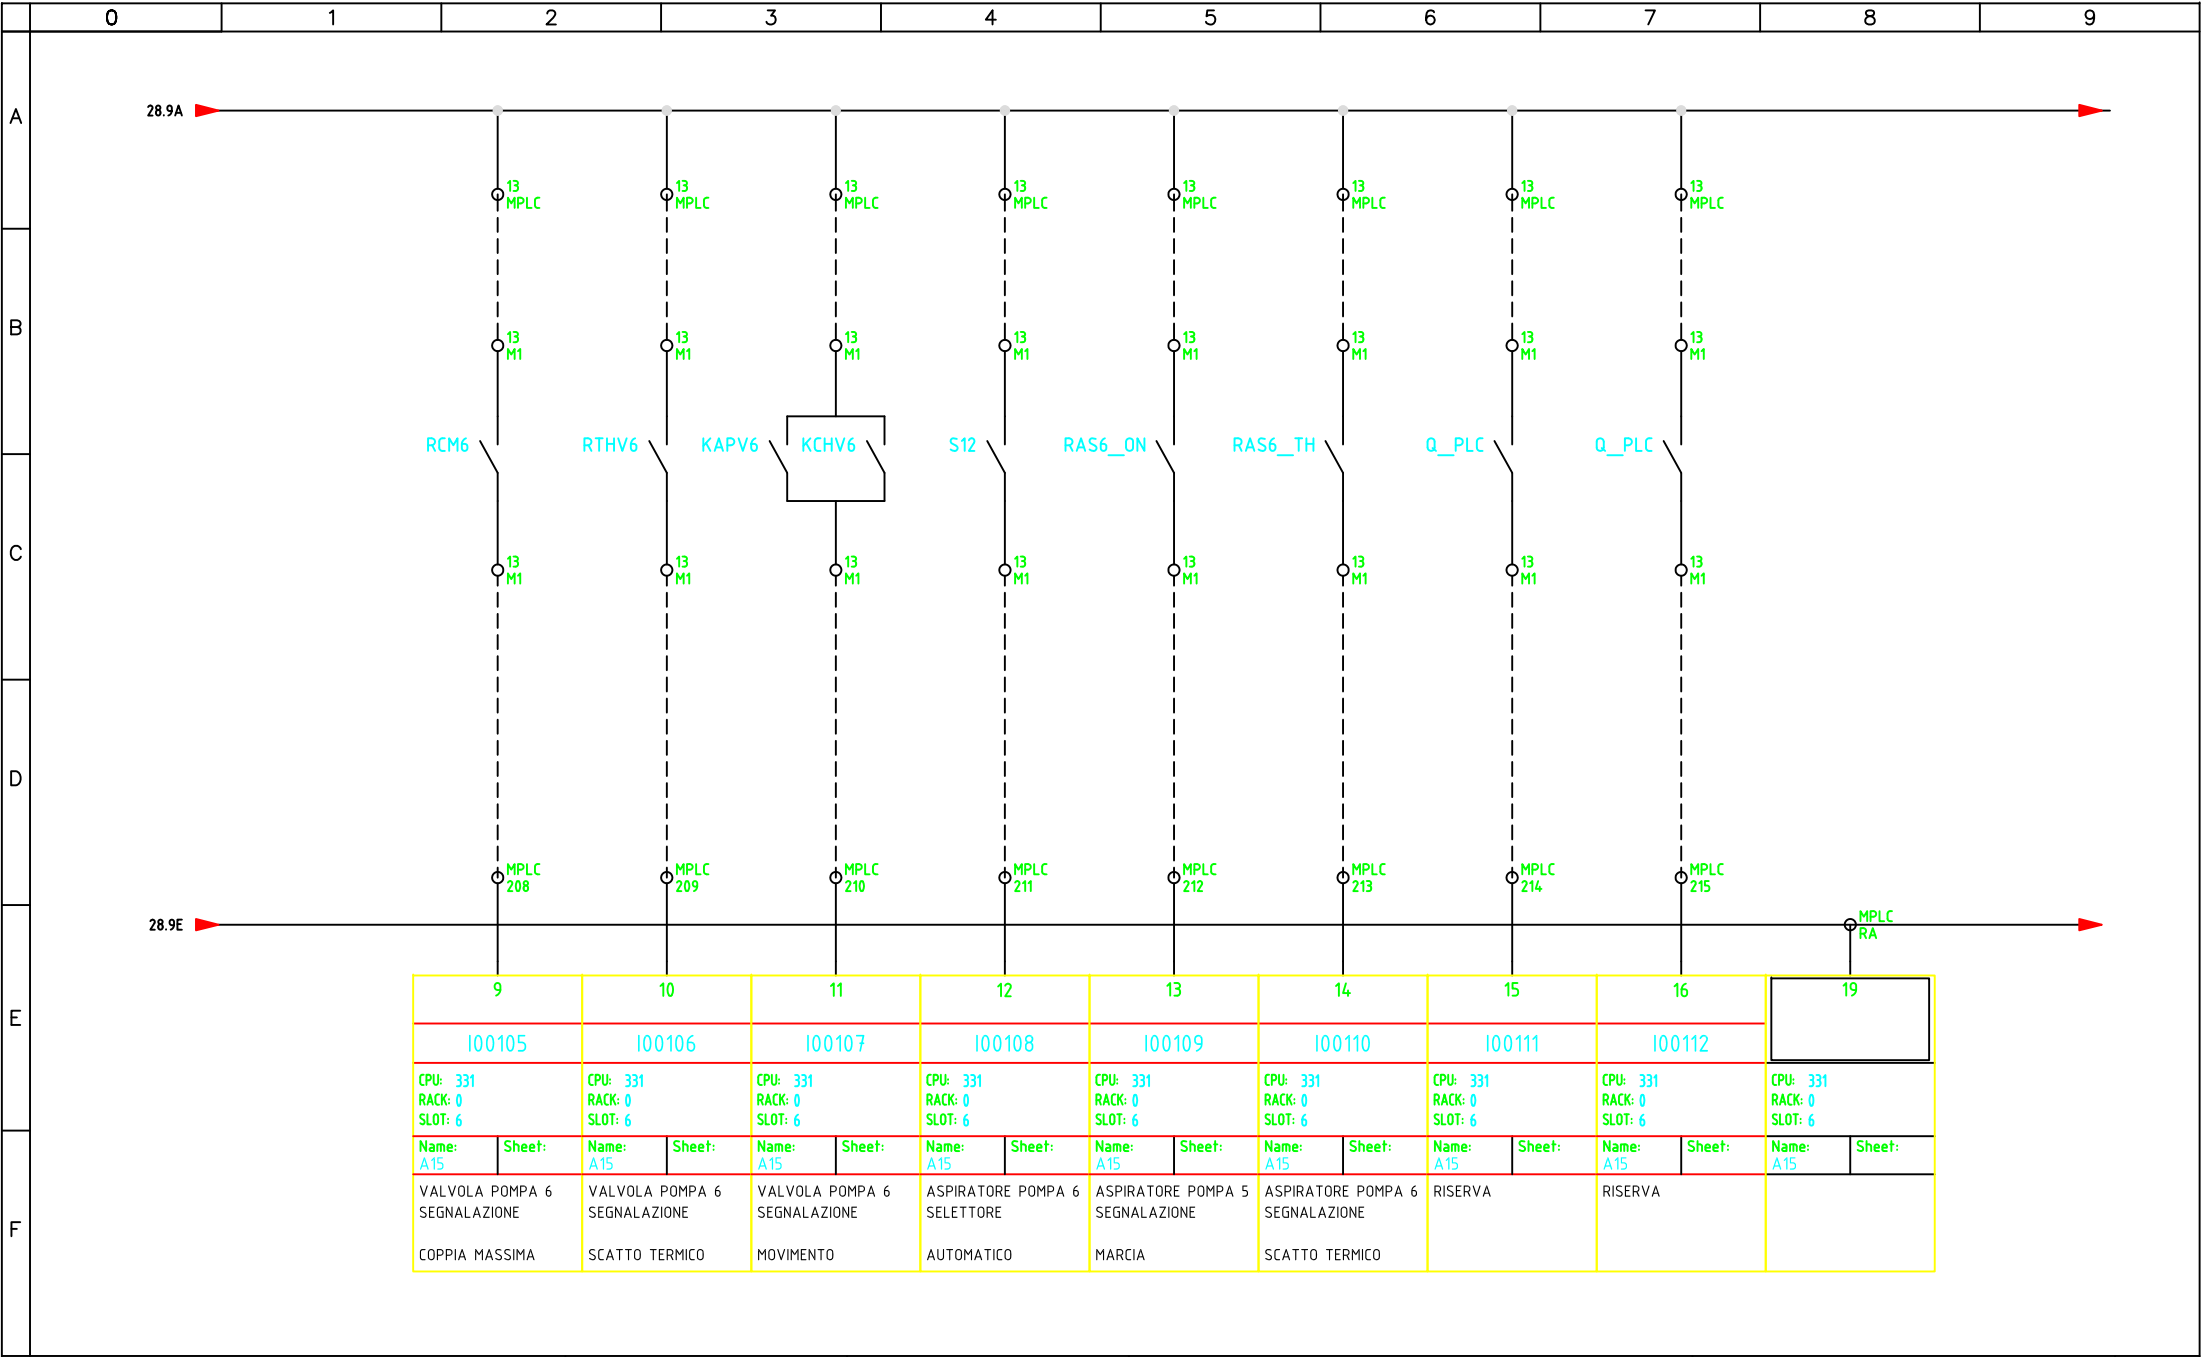 0 1 2 3 4 5 6 7 8 9
A
28.9A
13 13 13 13 13 13 13 13
MPLC MPLC MPLC MPLC MPLC MPLC MPLC MPLC
B
13 13 13 13 13 13 13 13
M1 M1 M1 M1 M1 M1 M1 M1
RCM6 RTHV6 KAPV6 KCHV6 S12 RAS6_ON RAS6_TH Q_PLC Q_PLC
C
13 13 13 13 13 13 13 13
M1 M1 M1 M1 M1 M1 M1 M1
D
MPLC MPLC MPLC MPLC MPLC MPLC MPLC MPLC
208 209 210 211 212 213 214 215
28.9E
MPLC
RA
9 10 11 12 13 14 15 16 19
E
I00105 I00106 I00107 I00108 I00109 I00110 I00111 I00112
CPU: 331 CPU: 331 CPU: 331 CPU: 331 CPU: 331 CPU: 331 CPU: 331 CPU: 331 CPU: 331
RACK: 0 RACK: 0 RACK: 0 RACK: 0 RACK: 0 RACK: 0 RACK: 0 RACK: 0 RACK: 0
SLOT: 6 SLOT: 6 SLOT: 6 SLOT: 6 SLOT: 6 SLOT: 6 SLOT: 6 SLOT: 6 SLOT: 6
Name: Sheet: Name: Sheet: Name: Sheet: Name: Sheet: Name: Sheet: Name: Sheet: Name: Sheet: Name: Sheet: Name: Sheet:
A15 A15 A15 A15 A15 A15 A15 A15 A15
VALVOLA POMPA 6 VALVOLA POMPA 6 VALVOLA POMPA 6 ASPIRATORE POMPA 6 ASPIRATORE POMPA 5 ASPIRATORE POMPA 6 RISERVA RISERVA
SEGNALAZIONE SEGNALAZIONE SEGNALAZIONE SELETTORE SEGNALAZIONE SEGNALAZIONE
F
COPPIA MASSIMA SCATTO TERMICO MOVIMENTO AUTOMATICO MARCIA SCATTO TERMICO